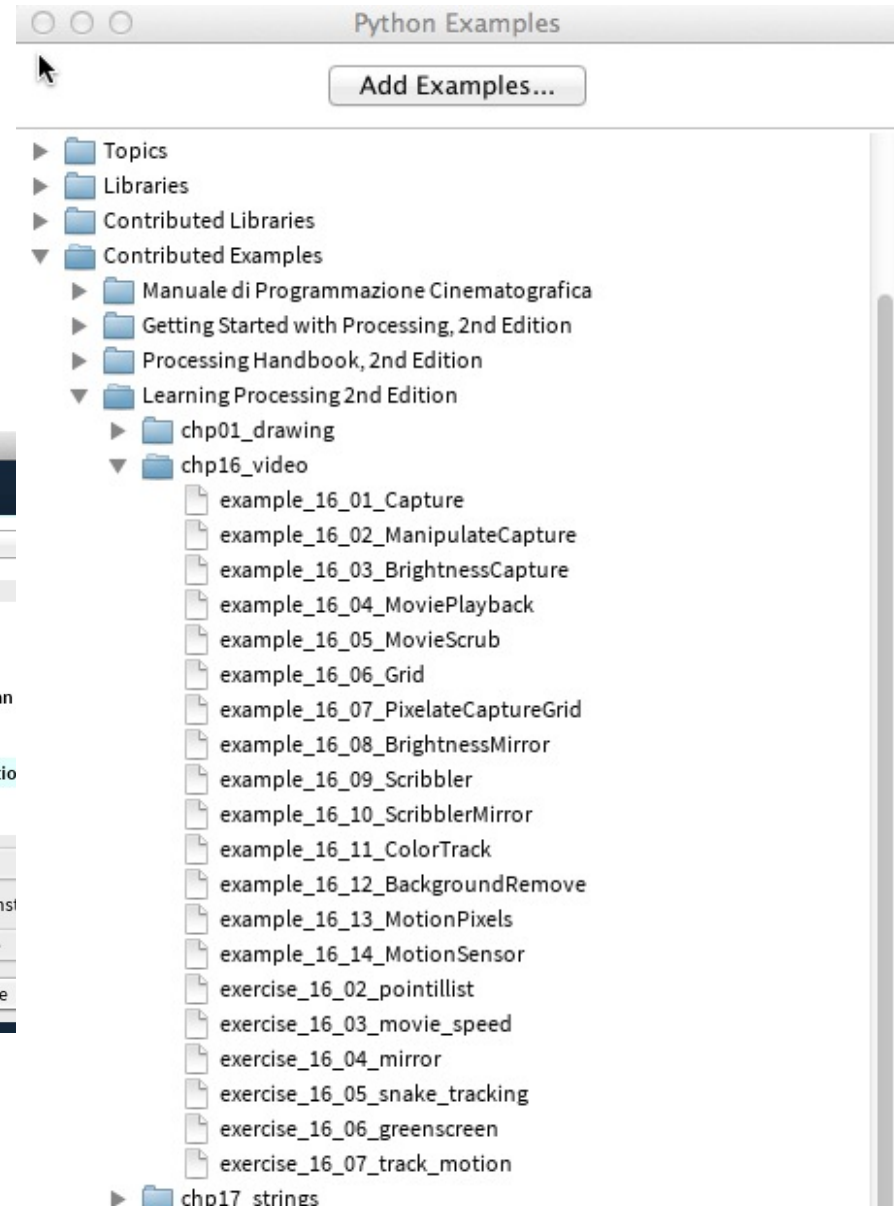 Python Examples
Add Examples...
Topics
Libraries
Contributed Libraries
Contributed Examples
Manuale di Programmazione Cinematografica
Getting Started with Processing, 2nd Edition
Processing Handbook, 2nd Edition
Learning Processing 2nd Edition
chp01_drawing
chp16_video
example_16_01_Capture
example_16_02_ManipulateCapture
example_16_03_BrightnessCapture
example_16_04_MoviePlayback
example_16_05_MovieScrub
example_16_06_Grid
example_16_07_PixelateCaptureGrid
example_16_08_BrightnessMirror
example_16_09_Scribbler
example_16_10_ScribblerMirror
example_16_11_ColorTrack
example_16_12_BackgroundRemove
example_16_13_MotionPixels
example_16_14_MotionSensor
exercise_16_02_pointillist
exercise_16_03_movie_speed
exercise_16_04_mirror
exercise_16_05_snake_tracking
exercise_16_06_greenscreen
exercise_16_07_track_motion
chp17_strings